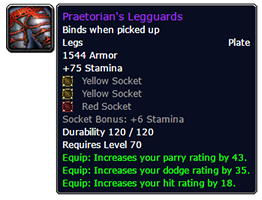 Praetorian's Legguards
Binds when picked up
Legs Plate
1544 Armor
+75 Stamina
Yellow Socket
Yellow Socket
Red Socket
Socket Bonus: +6 Stamina
Durability 120 / 120
Requires Level 70
Equip: Increases your parry rating by 43.
Equip: Increases your dodge rating by 35.
Equip: Increases your hit rating by 18.